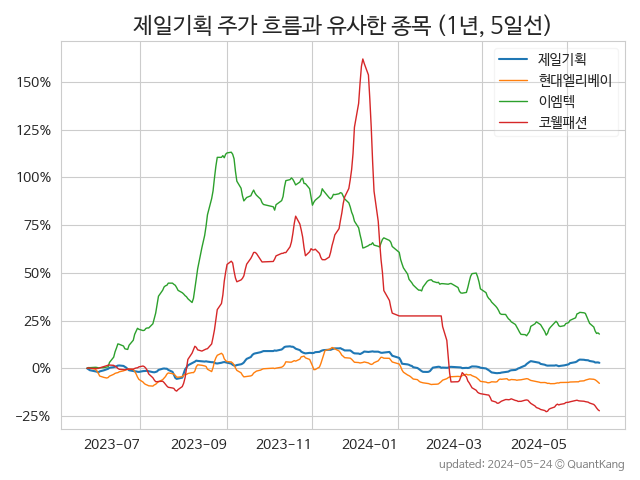 제일기획 주가 흐름과 유사한 종목 (1년, 5일선)
제일기획
현대엘리베이
이엠텍
코웰패션
150%
125%
100%
75%
50%
25%
0%
−25%
2023-07
2023-09
2023-11
2024-01
2024-03
2024-05
updated: 2024-05-24 © QuantKang